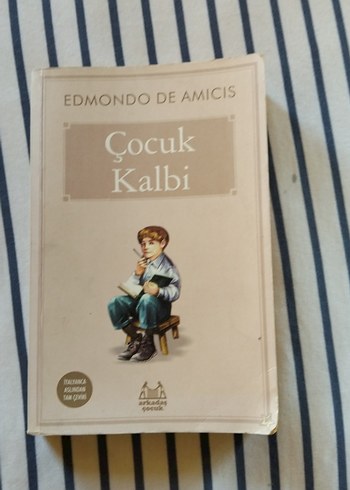 EDMONDO DE AMICIS
Çocuk
Kalbi
İTALYANCA
ASLINDAN
TAM ÇEVİRİ
arkadaş
çocuk